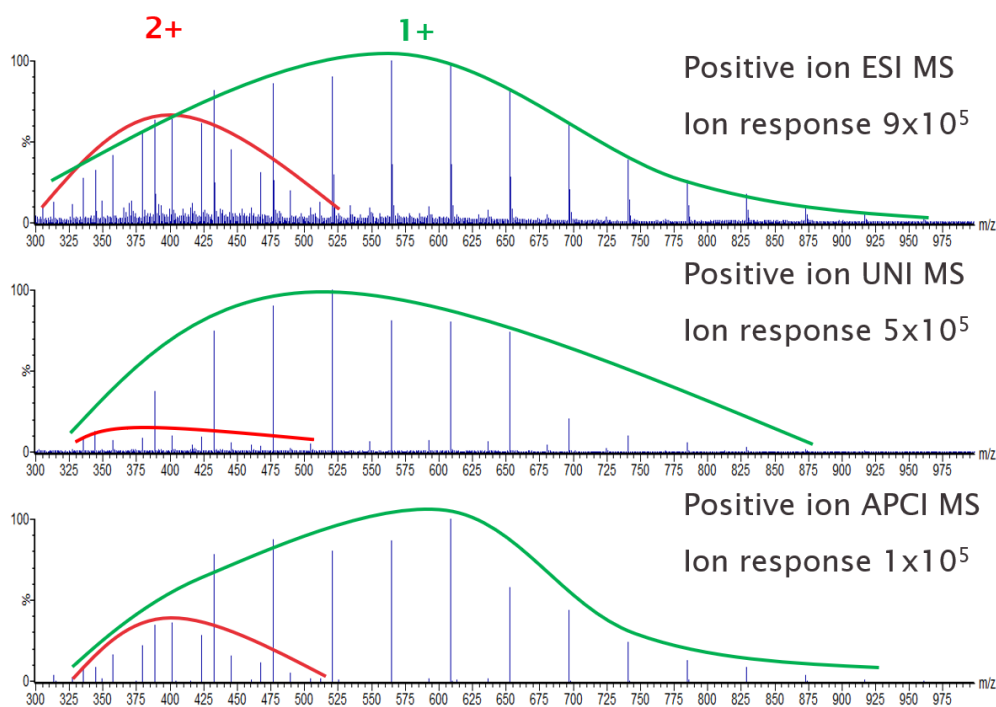 2+ 1+
Positive ion ESI MS
Ion response 9x10⁵
100
%
0
300 325 350 375 400 425 450 475 500 525 550 575 600 625 650 675 700 725 750 775 800 825 850 875 900 925 950 975 m/z
Positive ion UNI MS
Ion response 5x10⁵
100
%
0
300 325 350 375 400 425 450 475 500 525 550 575 600 625 650 675 700 725 750 775 800 825 850 875 900 925 950 975 m/z
Positive ion APCI MS
Ion response 1x10⁵
100
%
0
300 325 350 375 400 425 450 475 500 525 550 575 600 625 650 675 700 725 750 775 800 825 850 875 900 925 950 975 m/z